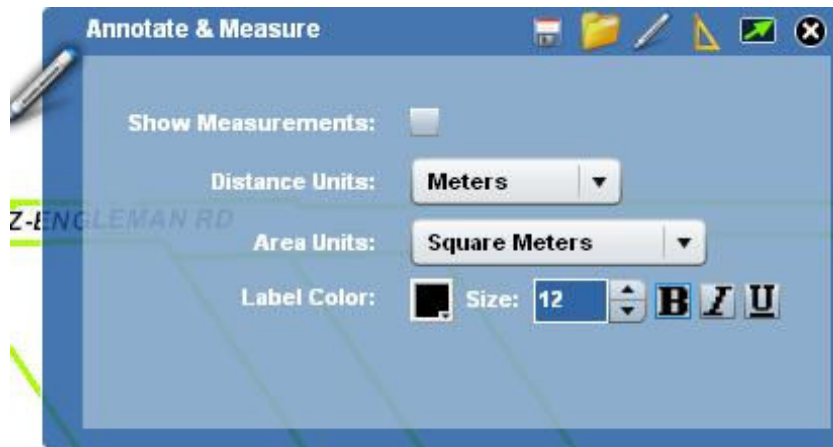 Annotate & Measure
Show Measurements:
Distance Units: Meters
Z-ENGLEMAN RD
Area Units: Square Meters
Label Color: Size: 12 B I U